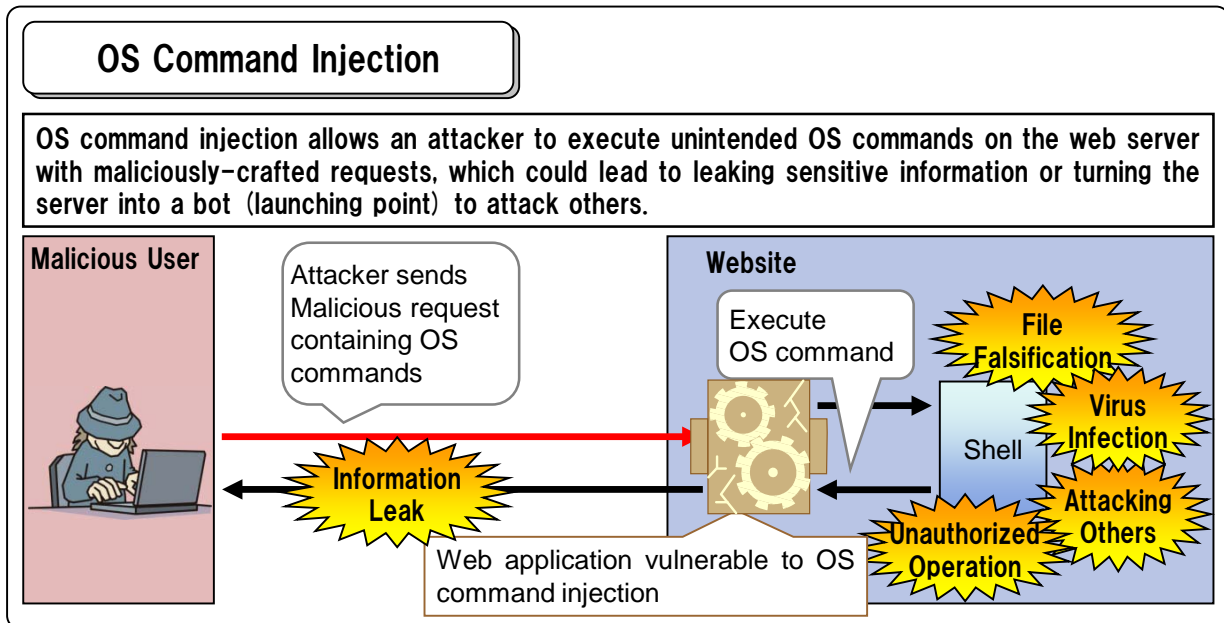 OS Command Injection
OS command injection allows an attacker to execute unintended OS commands on the web server
with maliciously-crafted requests, which could lead to leaking sensitive information or turning the
server into a bot (launching point) to attack others.
Malicious User
Attacker sends
Malicious request
containing OS
commands
Information
Leak
Website
Execute
OS command
File
Falsification
Virus
Infection
Shell
Attacking
Others
Unauthorized
Operation
Web application vulnerable to OS
command injection